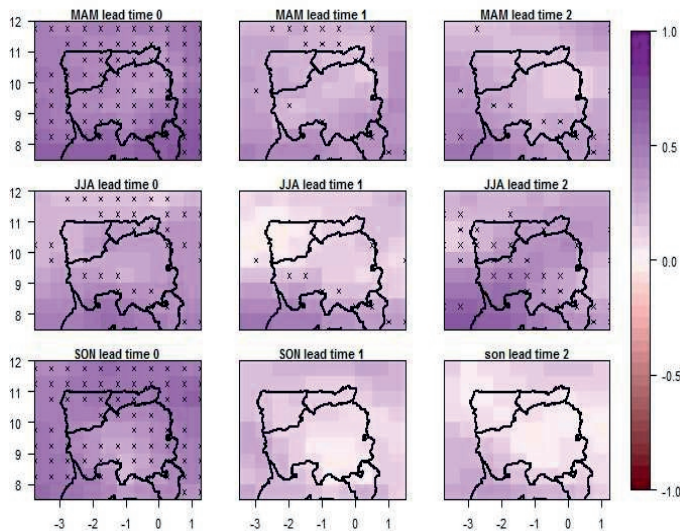 MAM lead time 0
MAM lead time 1
MAM lead time 2
12
11
10
9
8
JJA lead time 0
JJA lead time 1
JJA lead time 2
12
11
10
9
8
SON lead time 0
SON lead time 1
son lead time 2
12
11
10
9
8
-3 -2 -1 0 1
-3 -2 -1 0 1
-3 -2 -1 0 1
1.0
0.5
0.0
-0.5
-1.0